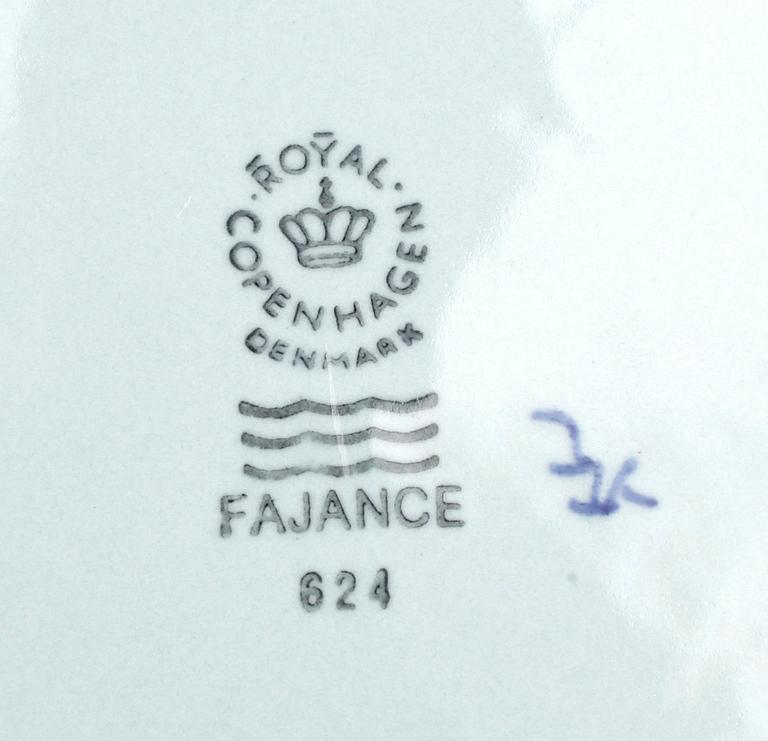 ROYAL
COPENHAGEN
DENMARK
FAJANCE
624